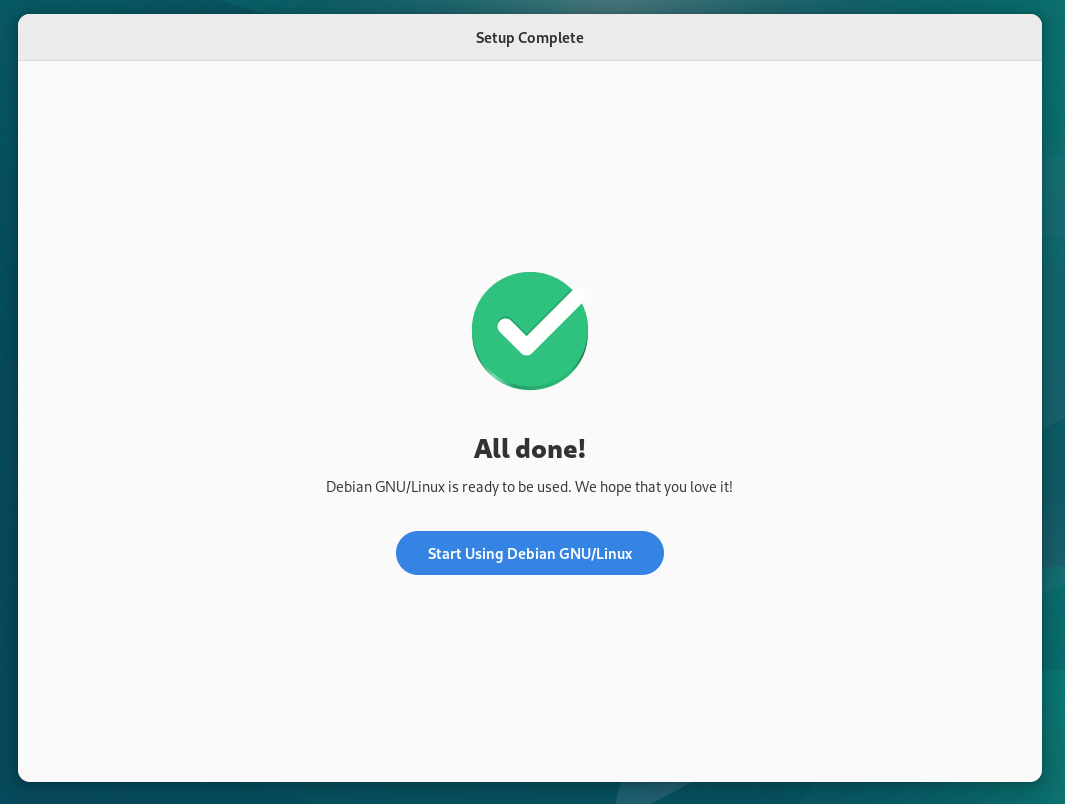 Setup Complete
All done!
Debian GNU/Linux is ready to be used. We hope that you love it!
Start Using Debian GNU/Linux